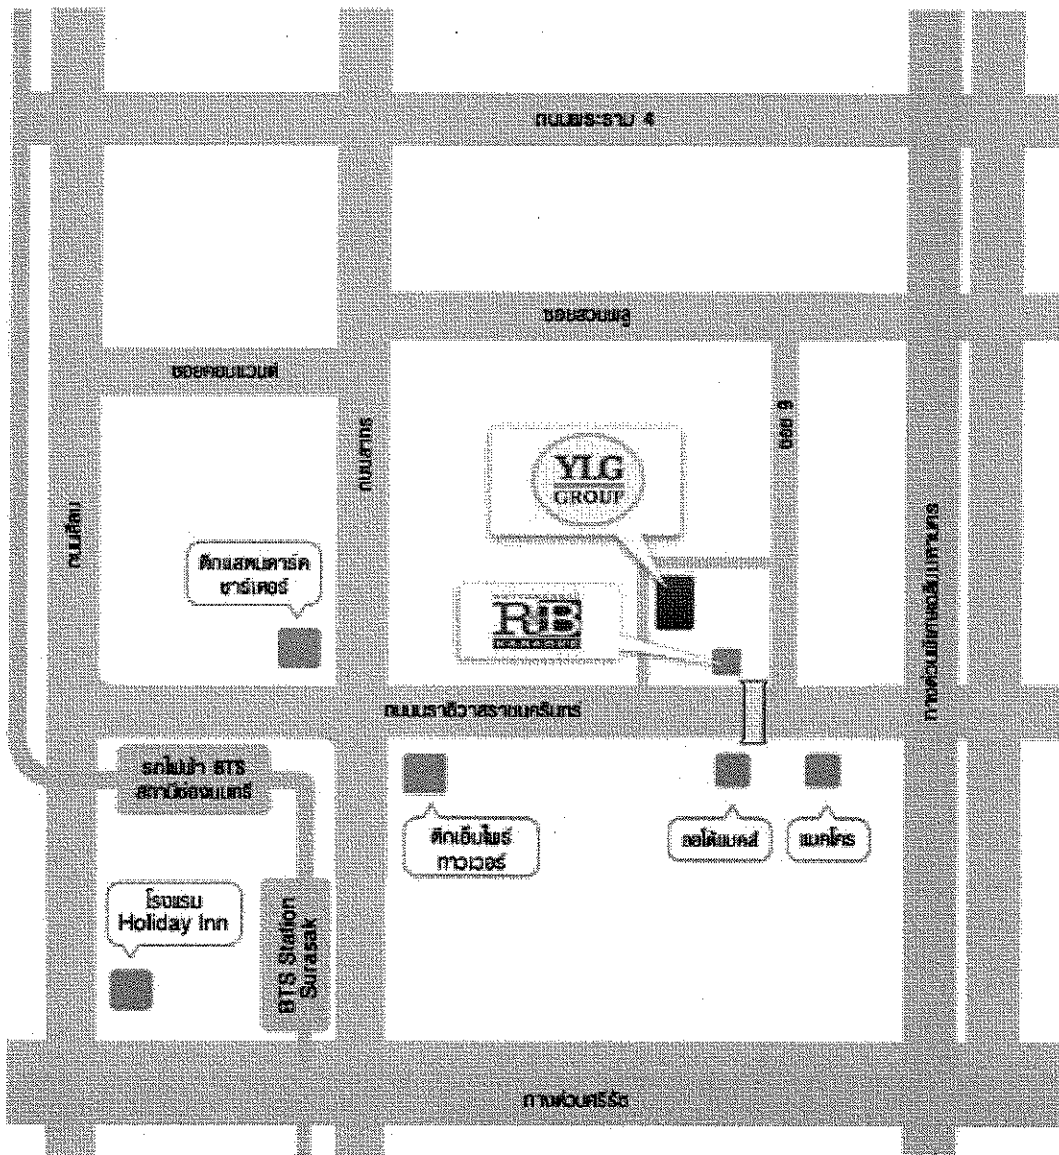 ถนนพระราม 4
ซอยสวนพลู
ซอยคอนแวนต์
ซอย 9
ถนนสาทร
YLG
GROUP
ถนนสีลม
ตึกแสตนดาร์ด
ชาร์เตอร์
RHB
ทางด่วนเฉลิมมหานคร
ถนนนราธิวาสราชนครินทร์
รถไฟฟ้า BTS
สถานีช่องนนทรี
ตึกเอ็มไพร์
ทาวเวอร์
ออโต้แบคส์
แมคโคร
โรงแรม
Holiday Inn
BTS Station
Surasak
ทางด่วนศรีรัช